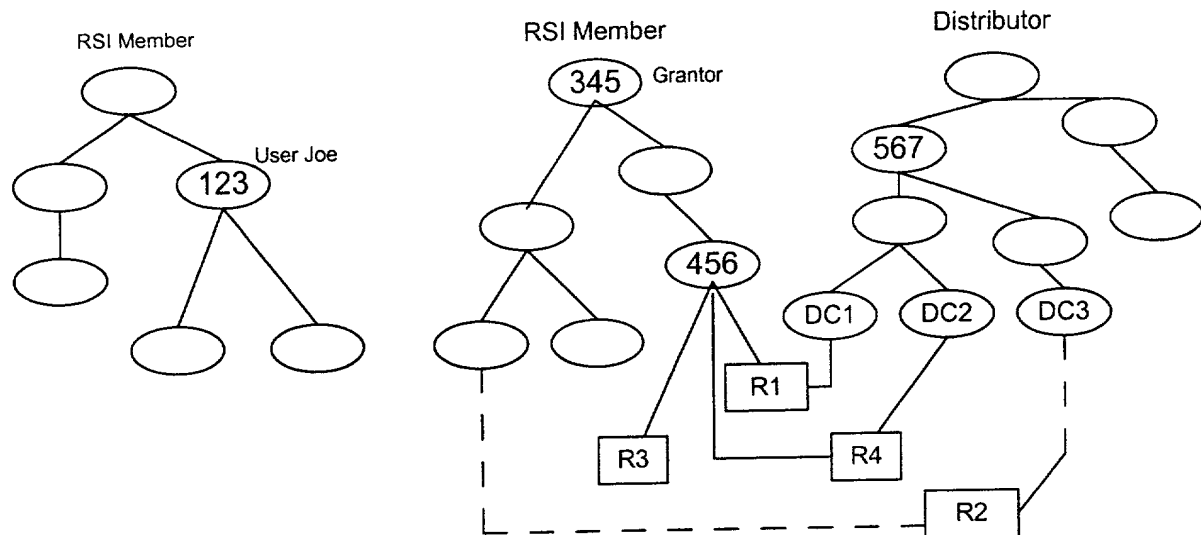 RSI Member
RSI Member
Distributor
345
Grantor
User Joe
123
567
456
DC1
DC2
DC3
R1
R3
R4
R2